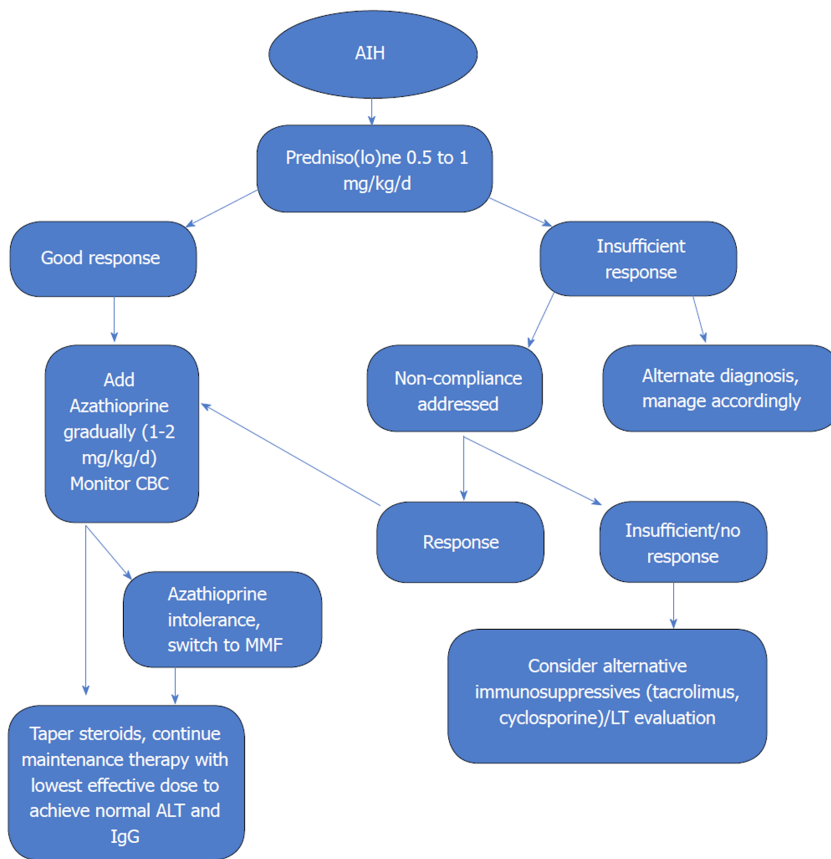 AIH
Predniso(lo)ne 0.5 to 1
mg/kg/d
Good response
Insufficient
response
Add
Azathioprine
gradually (1-2
mg/kg/d)
Monitor CBC
Non-compliance
addressed
Alternate diagnosis,
manage accordingly
Response
Insufficient/no
response
Azathioprine
intolerance,
switch to MMF
Consider alternative
immunosuppressives (tacrolimus,
cyclosporine)/LT evaluation
Taper steroids, continue
maintenance therapy with
lowest effective dose to
achieve normal ALT and
IgG